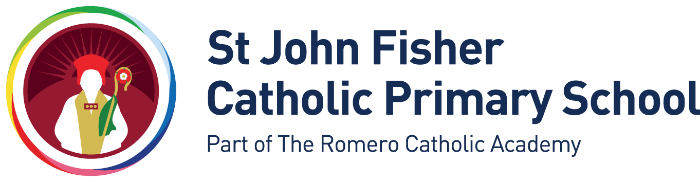 St John Fisher
Catholic Primary School
Part of The Romero Catholic Academy